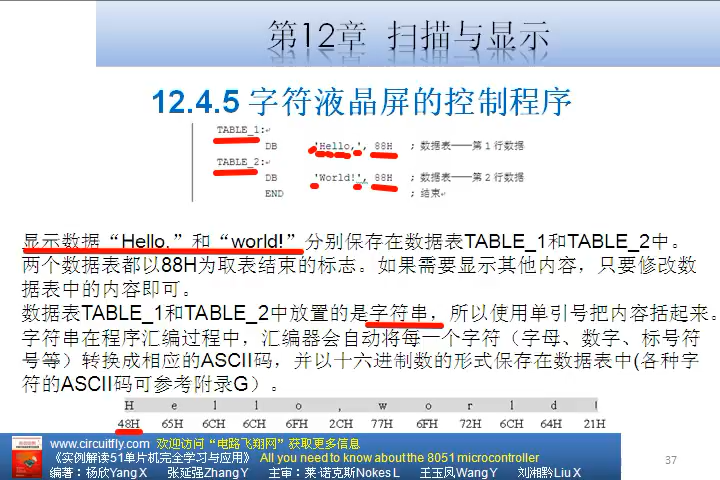 第12章 扫描与显示
12.4.5 字符液晶屏的控制程序
TABLE_1:
DB 'Hello,', 88H ; 数据表——第1行数据
TABLE_2:
DB 'World!', 88H ; 数据表——第2行数据
END ; 结束
显示数据“Hello,”和“world!”分别保存在数据表TABLE_1和TABLE_2中。
两个数据表都以88H为取表结束的标志。如果需要显示其他内容，只要修改数
据表中的内容即可。
数据表TABLE_1和TABLE_2中放置的是字符串，所以使用单引号把内容括起来。
字符串在程序汇编过程中，汇编器会自动将每一个字符（字母、数字、标号符
号等）转换成相应的ASCII码，并以十六进制数的形式保存在数据表中(各种字
符的ASCII码可参考附录G）。
H e l l o , w o r l d !
48H 65H 6CH 6CH 6FH 2CH 77H 6FH 72H 6CH 64H 21H
www.circuitfly.com 欢迎访问“电路飞翔网”获取更多信息
《实例解读51单片机完全学习与应用》 All you need to know about the 8051 microcontroller
编著：杨欣Yang X 张延强Zhang Y 主审：莱·诺克斯Nokes L 王玉凤Wang Y 刘湘黔Liu X
37